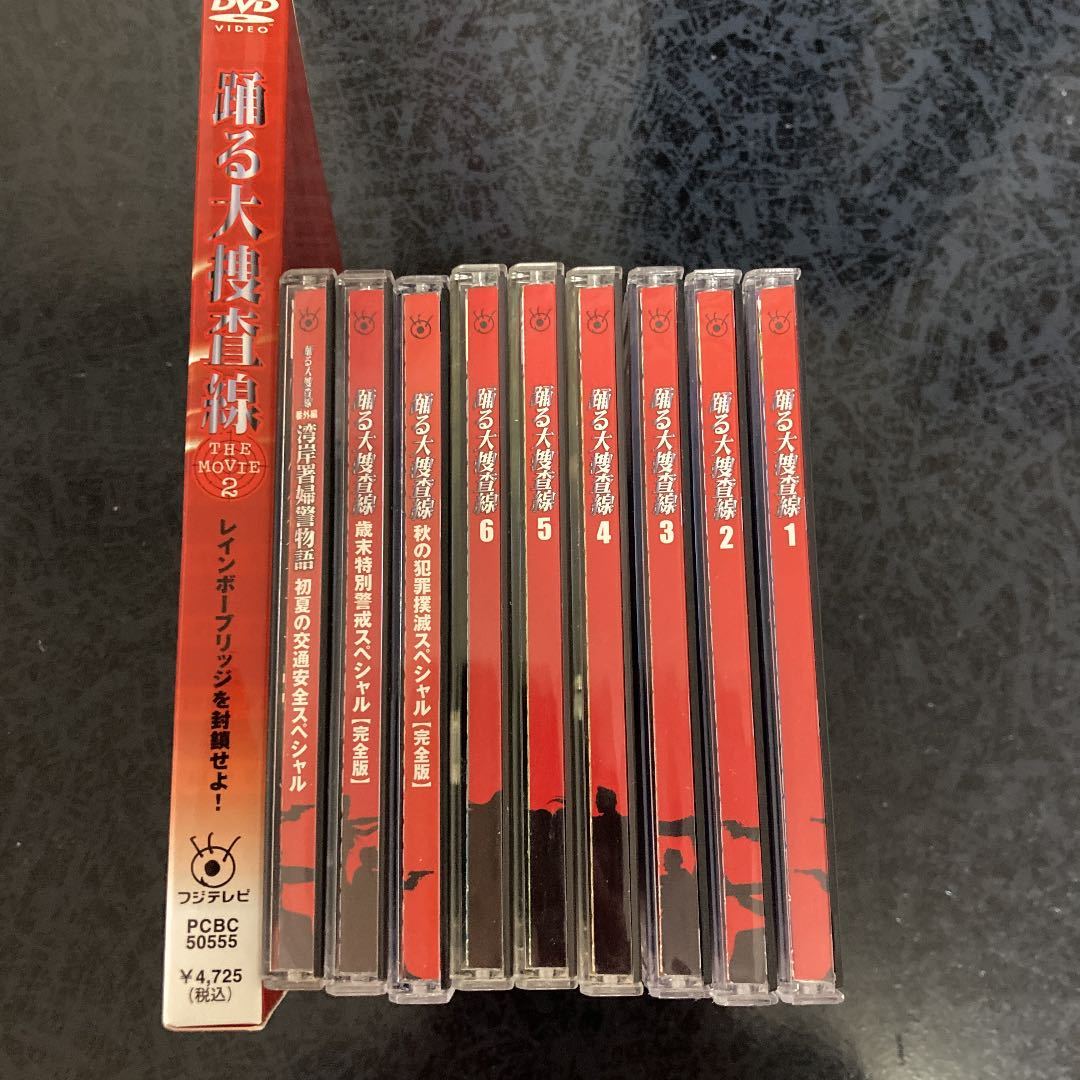 DVD
VIDEO
踊る大捜査線
THE
MOVIE
2
レインボーブリッジを封鎖せよ!
フジテレビ
PCBC
50555
¥4,725
(税込)
踊る大捜査線
番外編
湾岸署婦警物語 初夏の交通安全スペシャル
踊る大捜査線 歳末特別警戒スペシャル【完全版】
踊る大捜査線 秋の犯罪撲滅スペシャル【完全版】
踊る大捜査線 6
踊る大捜査線 5
踊る大捜査線 4
踊る大捜査線 3
踊る大捜査線 2
踊る大捜査線 1